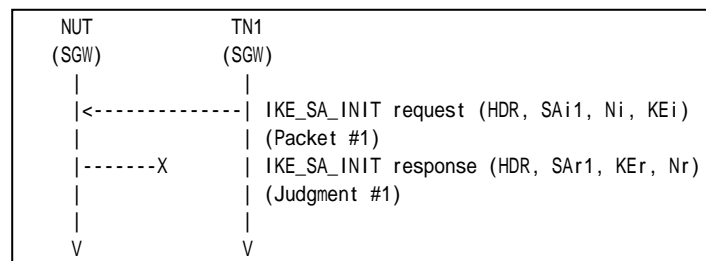 NUT TN1
(SGW) (SGW)
| |
|<--------------| IKE_SA_INIT request (HDR, SAi1, Ni, KEi)
| | (Packet #1)
|-------X | IKE_SA_INIT response (HDR, SAr1, KEr, Nr)
| | (Judgment #1)
| |
V V